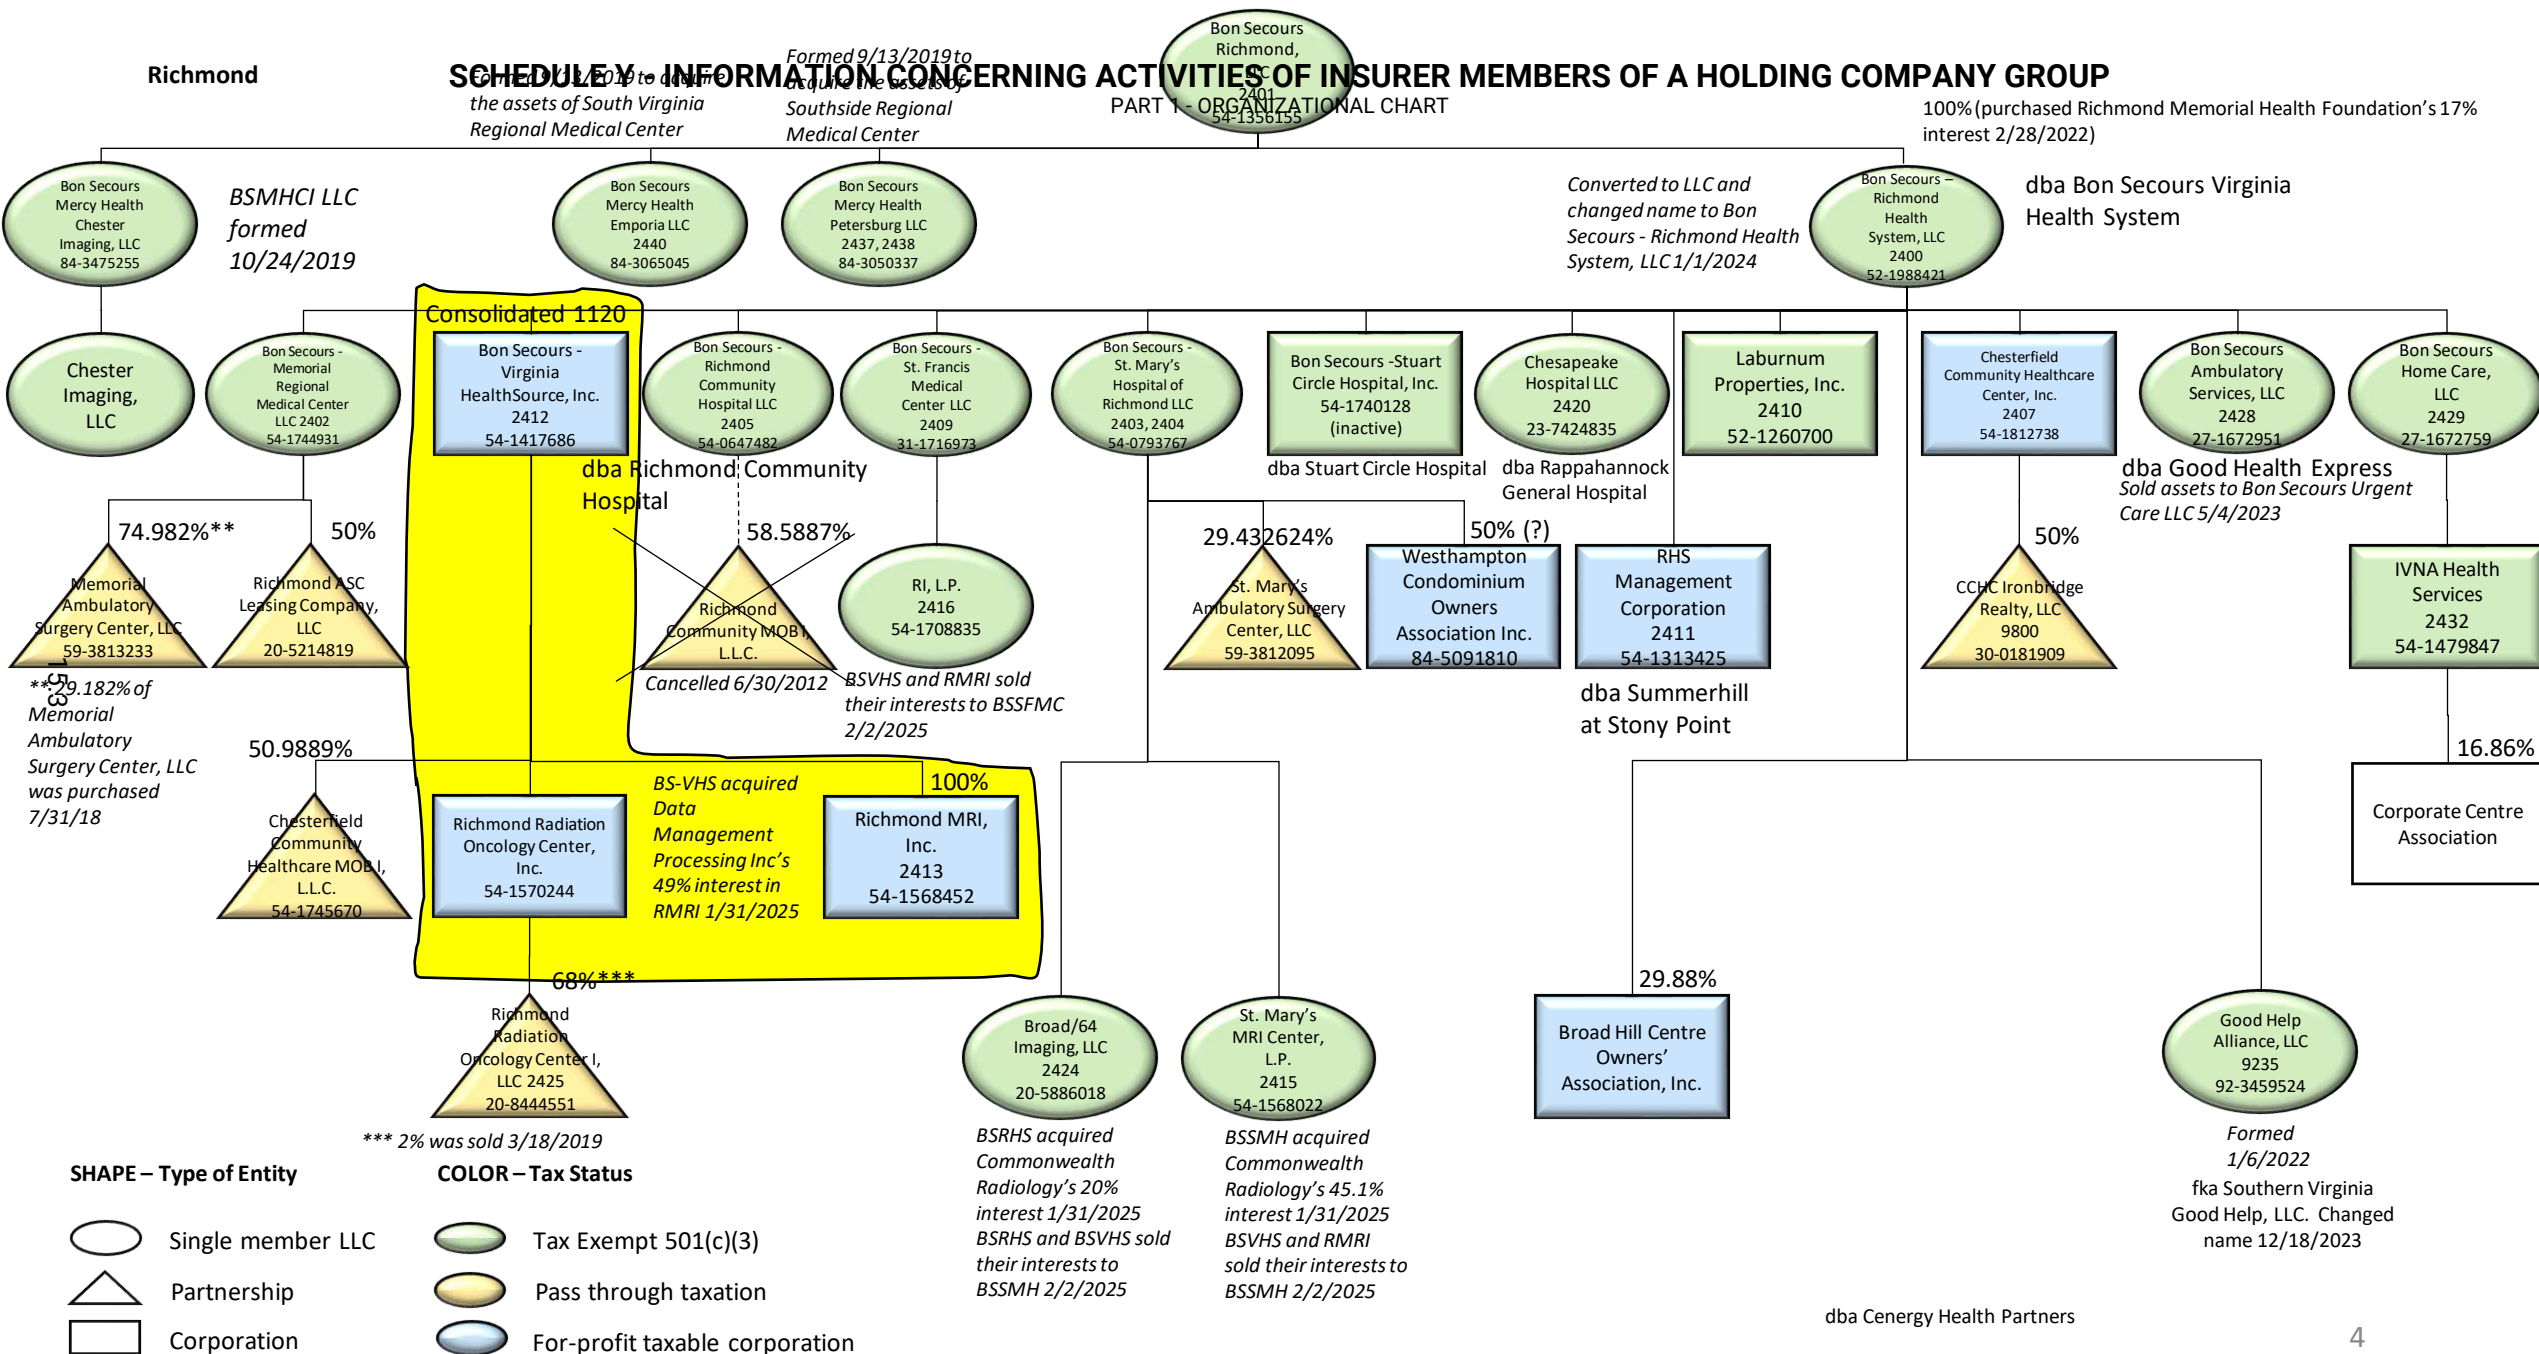 Richmond
SCHEDULE Y - INFORMATION CONCERNING ACTIVITIES OF INSURER MEMBERS OF A HOLDING COMPANY GROUP
PART 1 - ORGANIZATIONAL CHART
Bon Secours
Richmond,
LLC
2401
54-1356155
Formed 9/13/2019 to acquire
the assets of South Virginia
Regional Medical Center
Formed 9/13/2019 to
acquire the assets of
Southside Regional
Medical Center
100% (purchased Richmond Memorial Health Foundation's 17%
interest 2/28/2022)
Bon Secours
Mercy Health
Chester
Imaging, LLC
84-3475255
BSMHCI LLC
formed
10/24/2019
Bon Secours
Mercy Health
Emporia LLC
2440
84-3065045
Bon Secours
Mercy Health
Petersburg LLC
2437, 2438
84-3050337
Converted to LLC and
changed name to Bon
Secours - Richmond Health
System, LLC 1/1/2024
Bon Secours –
Richmond
Health
System, LLC
2400
52-1988421
dba Bon Secours Virginia
Health System
Consolidated 1120
Chester
Imaging,
LLC
Bon Secours -
Memorial
Regional
Medical Center
LLC 2402
54-1744931
Bon Secours -
Virginia
HealthSource, Inc.
2412
54-1417686
Bon Secours -
Richmond
Community
Hospital LLC
2405
54-0647482
dba Richmond Community
Hospital
Bon Secours -
St. Francis
Medical
Center LLC
2409
31-1716973
Bon Secours -
St. Mary's
Hospital of
Richmond LLC
2403, 2404
54-0793767
Bon Secours -Stuart
Circle Hospital, Inc.
54-1740128
(inactive)
dba Stuart Circle Hospital
Chesapeake
Hospital LLC
2420
23-7424835
dba Rappahannock
General Hospital
Laburnum
Properties, Inc.
2410
52-1260700
Chesterfield
Community Healthcare
Center, Inc.
2407
54-1812738
Bon Secours
Ambulatory
Services, LLC
2428
27-1672951
dba Good Health Express
Sold assets to Bon Secours Urgent
Care LLC 5/4/2023
Bon Secours
Home Care,
LLC
2429
27-1672759
74.982%**
Memorial
Ambulatory
Surgery Center, LLC
59-3813233
15.3
**29.182% of
Memorial
Ambulatory
Surgery Center, LLC
was purchased
7/31/18
50%
Richmond ASC
Leasing Company,
LLC
20-5214819
58.5887%
Richmond
Community MOB I,
L.L.C.
Cancelled 6/30/2012
RI, L.P.
2416
54-1708835
BSVHS and RMRI sold
their interests to BSSFMC
2/2/2025
29.432624%
St. Mary's
Ambulatory Surgery
Center, LLC
59-3812095
50% (?)
Westhampton
Condominium
Owners
Association Inc.
84-5091810
RHS
Management
Corporation
2411
54-1313425
dba Summerhill
at Stony Point
50%
CCHC Ironbridge
Realty, LLC
9800
30-0181909
IVNA Health
Services
2432
54-1479847
16.86%
Corporate Centre
Association
50.9889%
Chesterfield
Community
Healthcare MOB I,
L.L.C.
54-1745670
Richmond Radiation
Oncology Center,
Inc.
54-1570244
BS-VHS acquired
Data
Management
Processing Inc's
49% interest in
RMRI 1/31/2025
100%
Richmond MRI,
Inc.
2413
54-1568452
68%***
Richmond
Radiation
Oncology Center I,
LLC 2425
20-8444551
*** 2% was sold 3/18/2019
Broad/64
Imaging, LLC
2424
20-5886018
BSRHS acquired
Commonwealth
Radiology's 20%
interest 1/31/2025
BSRHS and BSVHS sold
their interests to
BSSMH 2/2/2025
St. Mary's
MRI Center,
L.P.
2415
54-1568022
BSSMH acquired
Commonwealth
Radiology's 45.1%
interest 1/31/2025
BSVHS and RMRI
sold their interests to
BSSMH 2/2/2025
29.88%
Broad Hill Centre
Owners'
Association, Inc.
Good Help
Alliance, LLC
9235
92-3459524
Formed
1/6/2022
fka Southern Virginia
Good Help, LLC. Changed
name 12/18/2023
SHAPE – Type of Entity
Single member LLC
Partnership
Corporation
COLOR – Tax Status
Tax Exempt 501(c)(3)
Pass through taxation
For-profit taxable corporation
dba Cenergy Health Partners
4